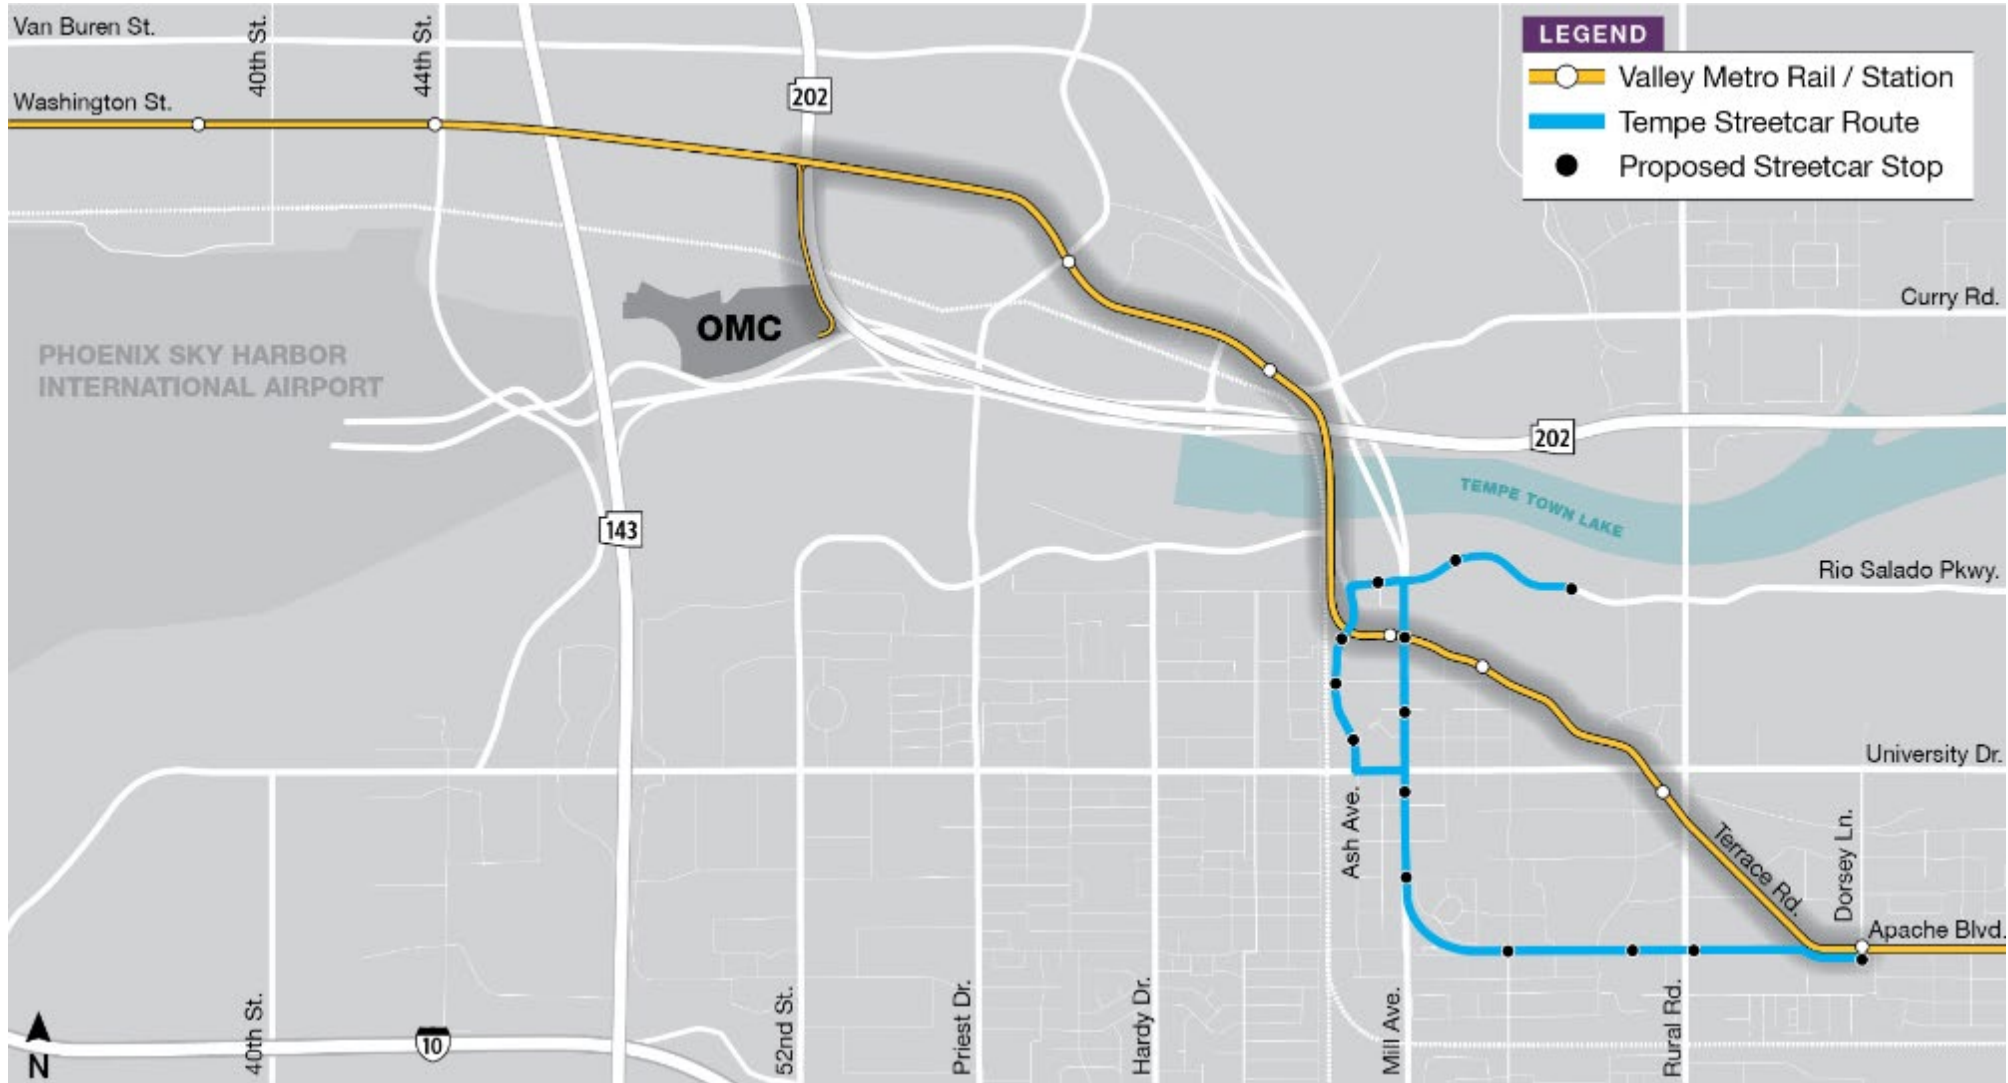 Van Buren St.
40th St.
44th St.
Washington St.
202
LEGEND
Valley Metro Rail / Station
Tempe Streetcar Route
Proposed Streetcar Stop
OMC
PHOENIX SKY HARBOR
INTERNATIONAL AIRPORT
Curry Rd.
202
TEMPE TOWN LAKE
143
Rio Salado Pkwy.
University Dr.
Ash Ave.
Terrace Rd.
Dorsey Ln.
Apache Blvd.
N
40th St.
10
52nd St.
Priest Dr.
Hardy Dr.
Mill Ave.
Rural Rd.